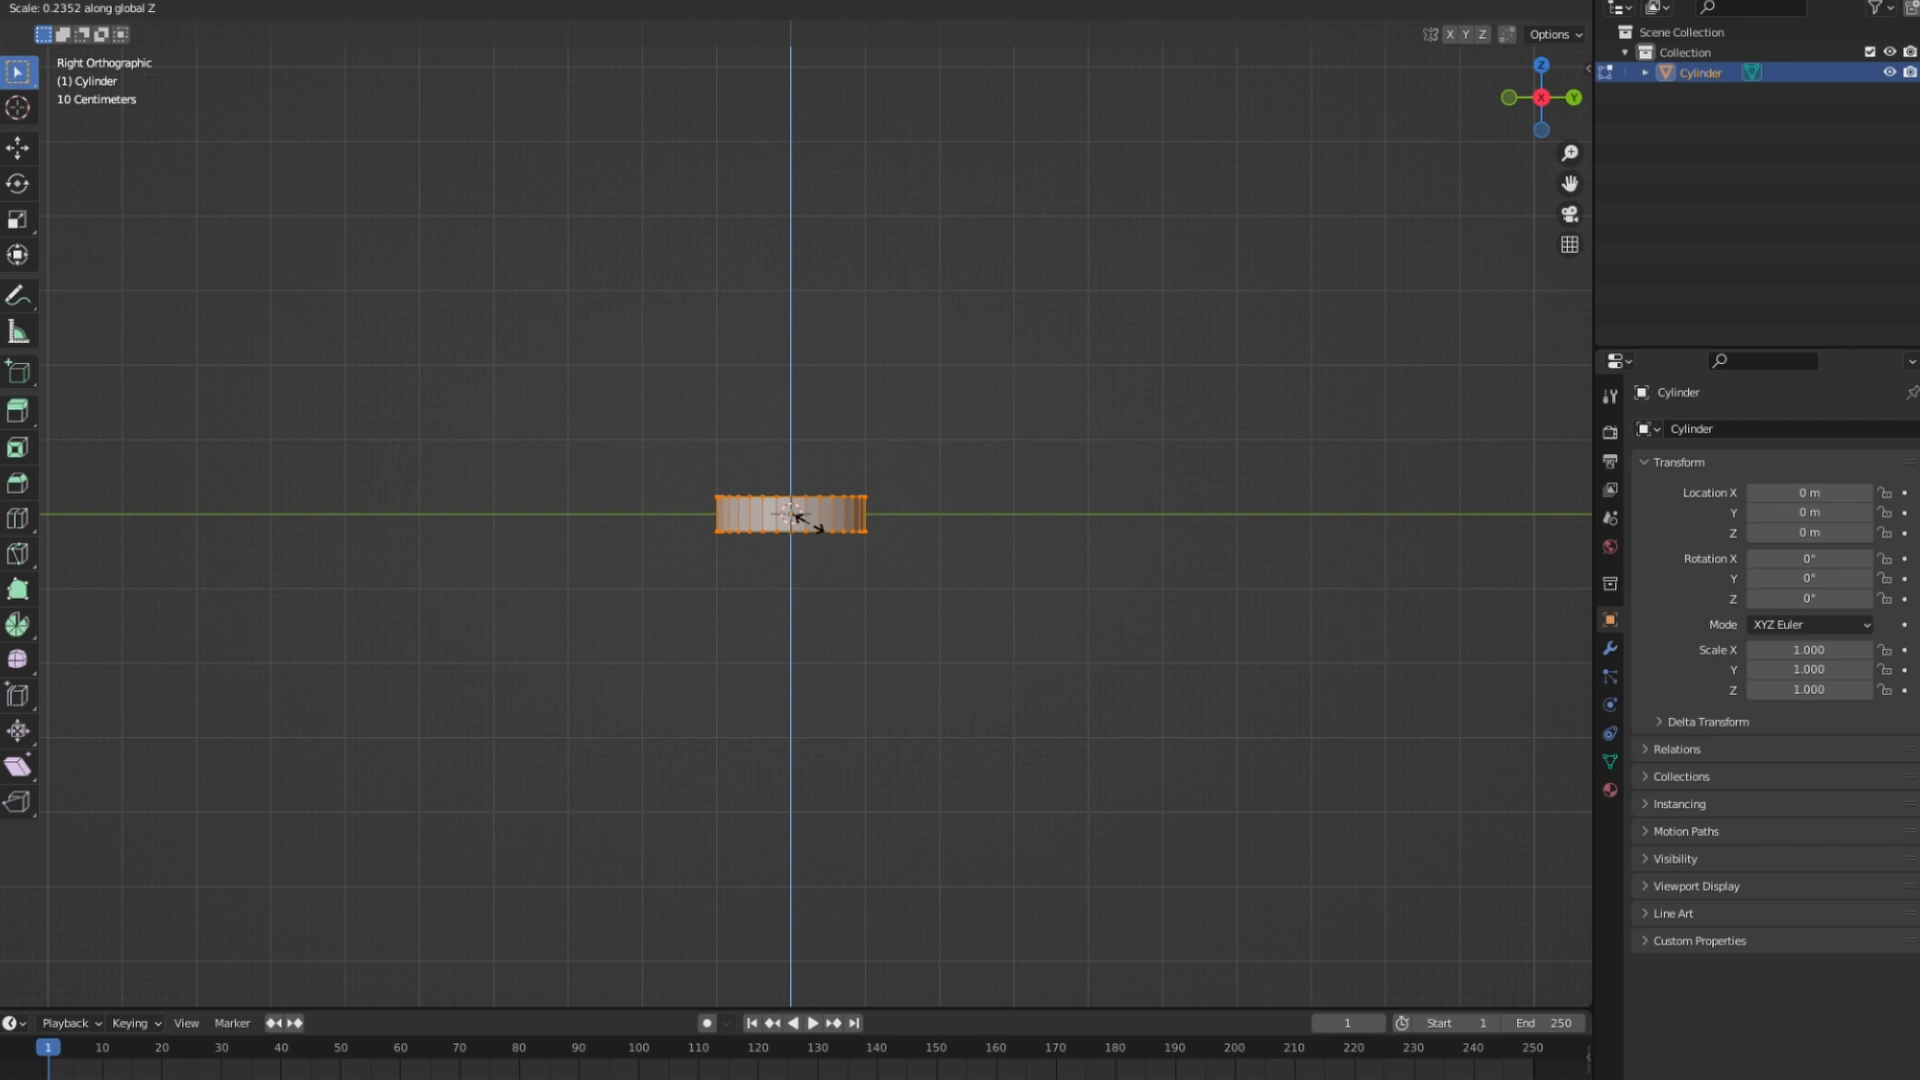 Scale: 0.2352 along global Z
X Y Z
Options
Right Orthographic
(1) Cylinder
10 Centimeters
Z
X
Y
Scene Collection
Collection
Cylinder
Cylinder
Cylinder
Transform
Location X 0 m
Y 0 m
Z 0 m
Rotation X 0°
Y 0°
Z 0°
Mode XYZ Euler
Scale X 1.000
Y 1.000
Z 1.000
Delta Transform
Relations
Collections
Instancing
Motion Paths
Visibility
Viewport Display
Line Art
Custom Properties
Playback Keying View Marker
1 Start 1 End 250
1 10 20 30 40 50 60 70 80 90 100 110 120 130 140 150 160 170 180 190 200 210 220 230 240 250